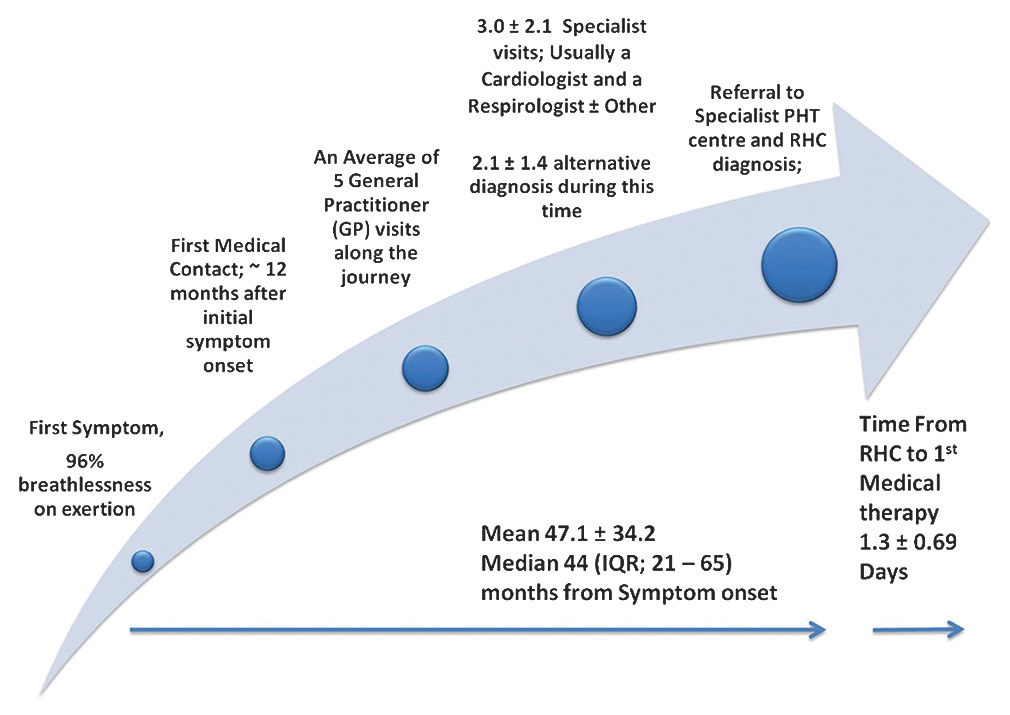 First Symptom,
96%
breathlessness
on exertion
First Medical
Contact; ~ 12
months after
initial
symptom
onset
An Average of
5 General
Practitioner
(GP) visits
along the
journey
3.0 ± 2.1 Specialist
visits; Usually a
Cardiologist and a
Respirologist ± Other
2.1 ± 1.4 alternative
diagnosis during this
time
Referral to
Specialist PHT
centre and RHC
diagnosis;
Mean 47.1 ± 34.2
Median 44 (IQR; 21 – 65)
months from Symptom onset
Time From
RHC to 1st
Medical
therapy
1.3 ± 0.69
Days